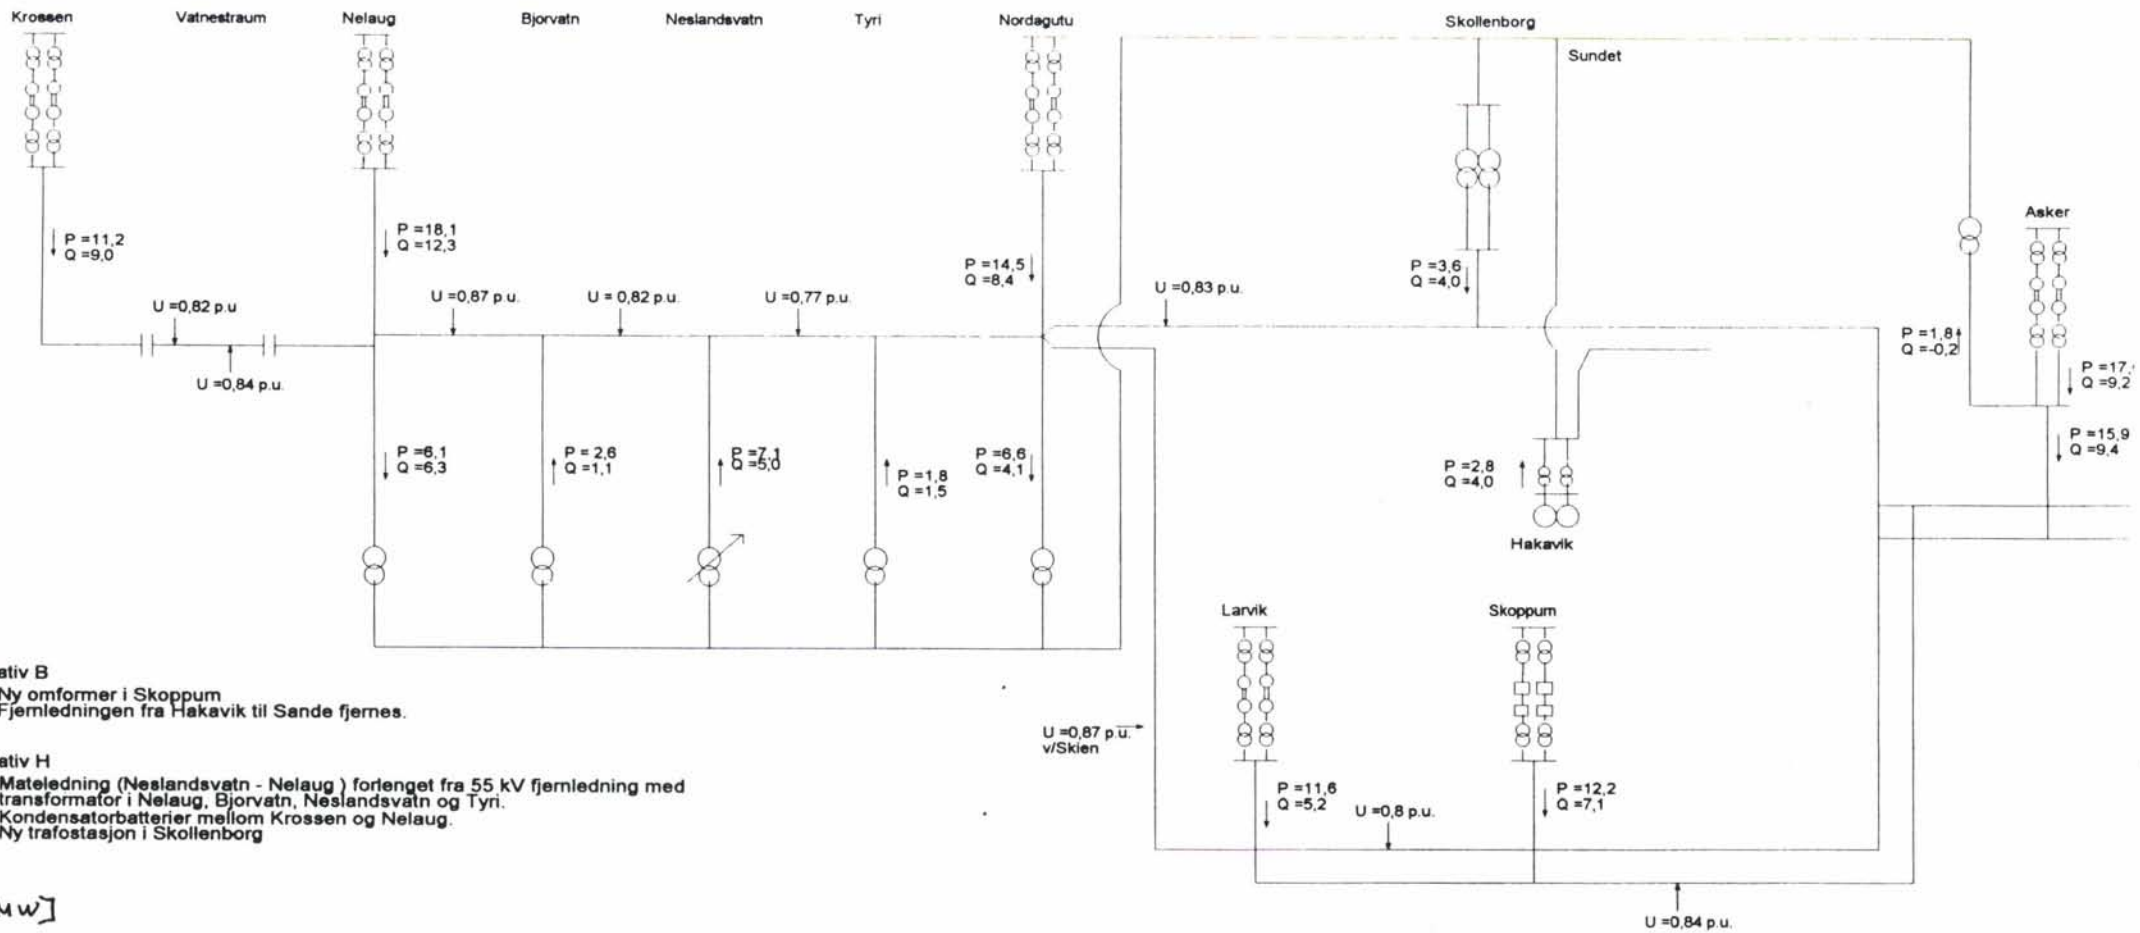 Krossen
Vatnestraum
Nelaug
Bjorvatn
Neslandsvatn
Tyri
Nordagutu
Skollenborg
Sundet
Asker
P =11,2
Q =9,0
P =18,1
Q =12,3
P =14,5
Q =8,4
P =3,6
Q =4,0
P =1,8
Q =-0,2
P =17,
Q =9,2
P =15,9
Q =9,4
U =0,82 p.u
U =0,84 p.u.
U =0,87 p.u.
U = 0,82 p.u.
U =0,77 p.u.
U =0,83 p.u.
P =6,1
Q =6,3
P = 2,6
Q =1,1
P =7,1
Q =5,0
P =1,8
Q =1,5
P =6,6
Q =4,1
P =2,8
Q =4,0
Hakavik
Larvik
Skoppum
ativ B
Ny omformer i Skoppum
Fjernledningen fra Hakavik til Sande fjernes.
U =0,87 p.u.
v/Skien
ativ H
Mateledning (Neslandsvatn - Nelaug ) forlenget fra 55 kV fjernledning med
transformator i Nelaug, Bjorvatn, Neslandsvatn og Tyri.
Kondensatorbatterier mellom Krossen og Nelaug.
Ny trafostasjon i Skollenborg
P =11,6
Q =5,2
P =12,2
Q =7,1
U =0,8 p.u.
U =0,84 p.u.
MW]